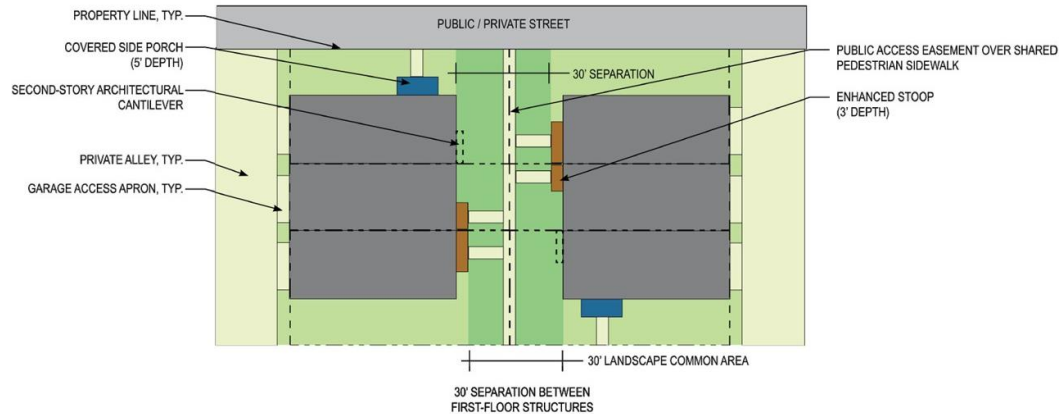 PUBLIC / PRIVATE STREET
PROPERTY LINE, TYP.
COVERED SIDE PORCH
(5' DEPTH)
SECOND-STORY ARCHITECTURAL
CANTILEVER
PRIVATE ALLEY, TYP.
GARAGE ACCESS APRON, TYP.
30' SEPARATION
PUBLIC ACCESS EASEMENT OVER SHARED
PEDESTRIAN SIDEWALK
ENHANCED STOOP
(3' DEPTH)
30' LANDSCAPE COMMON AREA
30' SEPARATION BETWEEN
FIRST-FLOOR STRUCTURES